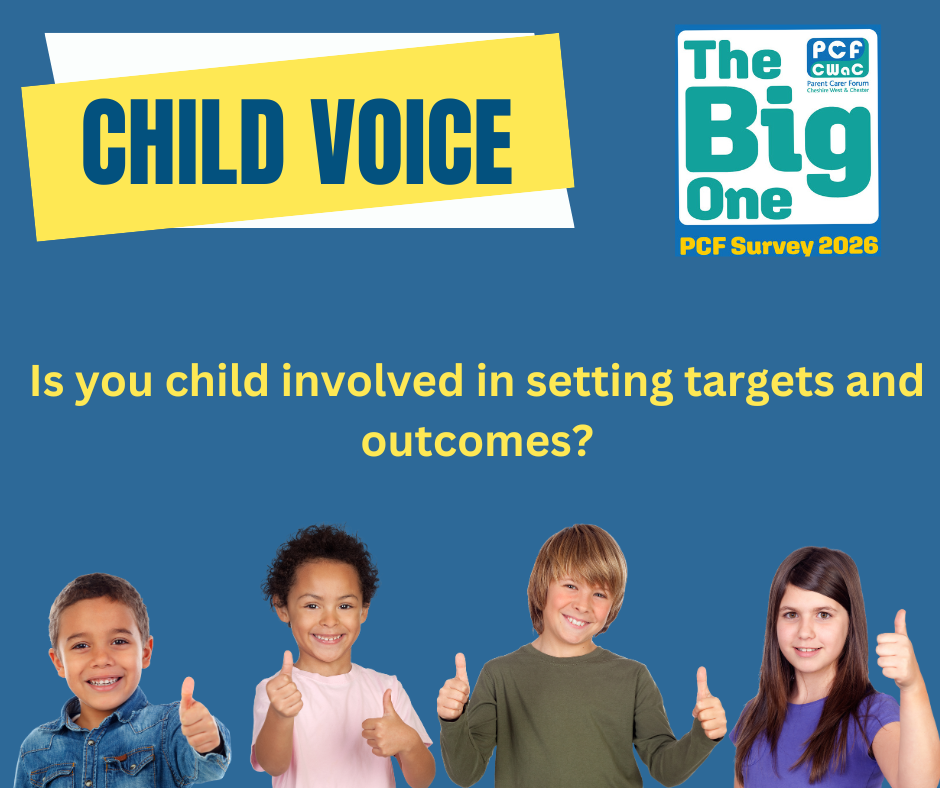 CHILD VOICE
The
Big
One
PCF
CWaC
Parent Carer Forum
Cheshire West & Chester
PCF Survey 2026
Is you child involved in setting targets and
outcomes?